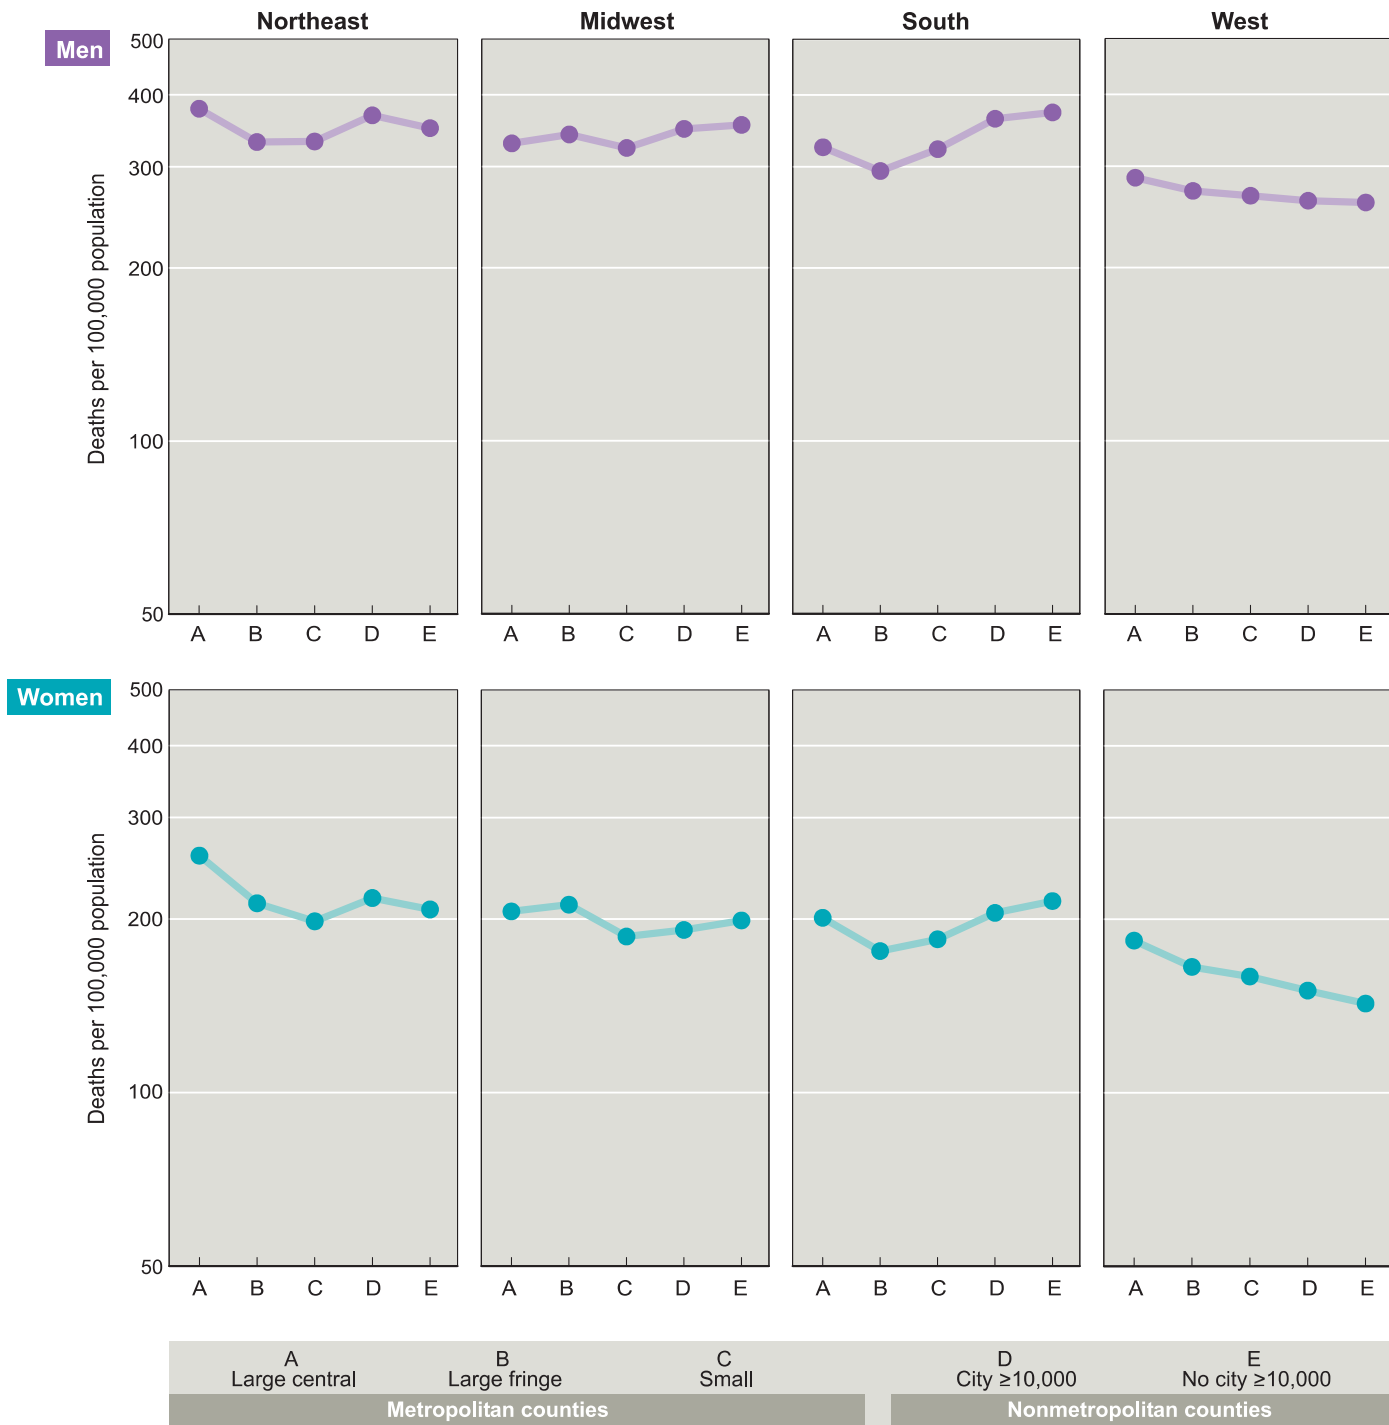 Northeast Midwest South West
Men
500
400
300
200
100
50
Deaths per 100,000 population
A B C D E A B C D E A B C D E A B C D E
Women
500
400
300
200
100
50
Deaths per 100,000 population
A B C D E A B C D E A B C D E A B C D E
A B C D E
Large central Large fringe Small City ≥10,000 No city ≥10,000
Metropolitan counties Nonmetropolitan counties